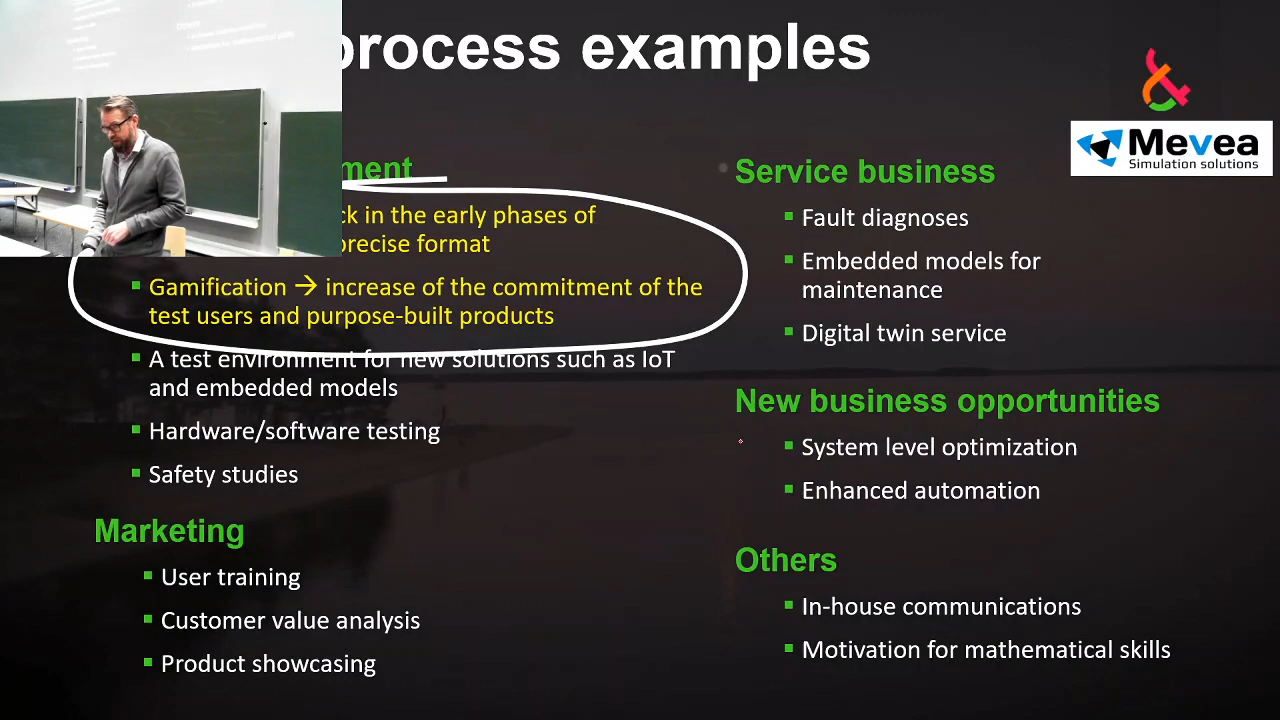 process examples
&
Mevea
Simulation solutions
ment
ck in the early phases of
precise format
Gamification → increase of the commitment of the
test users and purpose-built products
A test environment for new solutions such as IoT
and embedded models
Hardware/software testing
Safety studies
Marketing
User training
Customer value analysis
Product showcasing
Service business
Fault diagnoses
Embedded models for
maintenance
Digital twin service
New business opportunities
System level optimization
Enhanced automation
Others
In-house communications
Motivation for mathematical skills